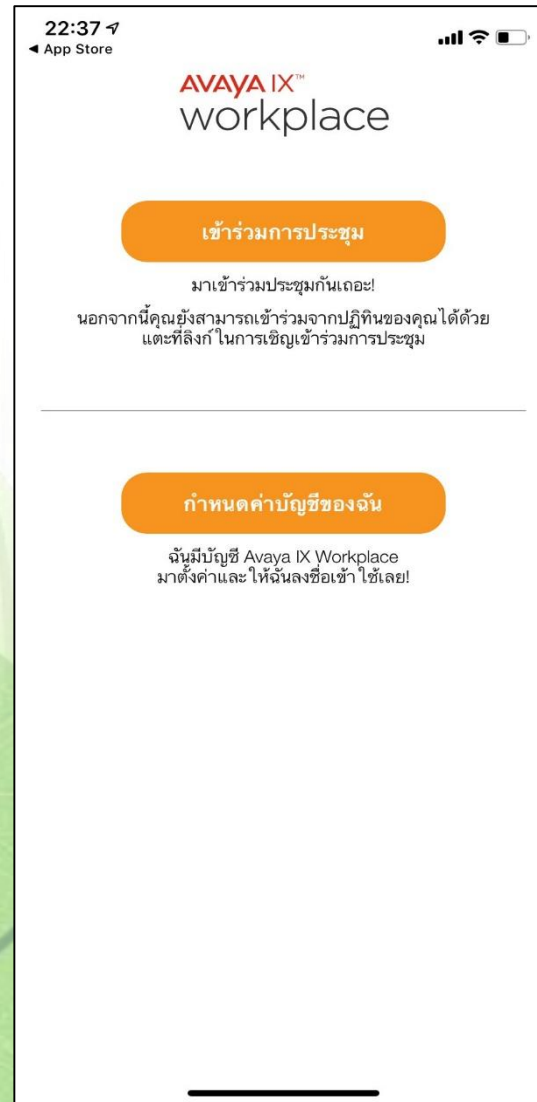 22:37
◀ App Store
AVAYA IX™
workplace
เข้าร่วมการประชุม
มาเข้าร่วมประชุมกันเถอะ!
นอกจากนี้คุณยังสามารถเข้าร่วมจากปฏิทินของคุณได้ด้วย
แตะที่ลิงก์ในการเชิญเข้าร่วมการประชุม
กำหนดค่าบัญชีของฉัน
ฉันมีบัญชี Avaya IX Workplace
มาตั้งค่าและให้ฉันลงชื่อเข้าใช้เลย!